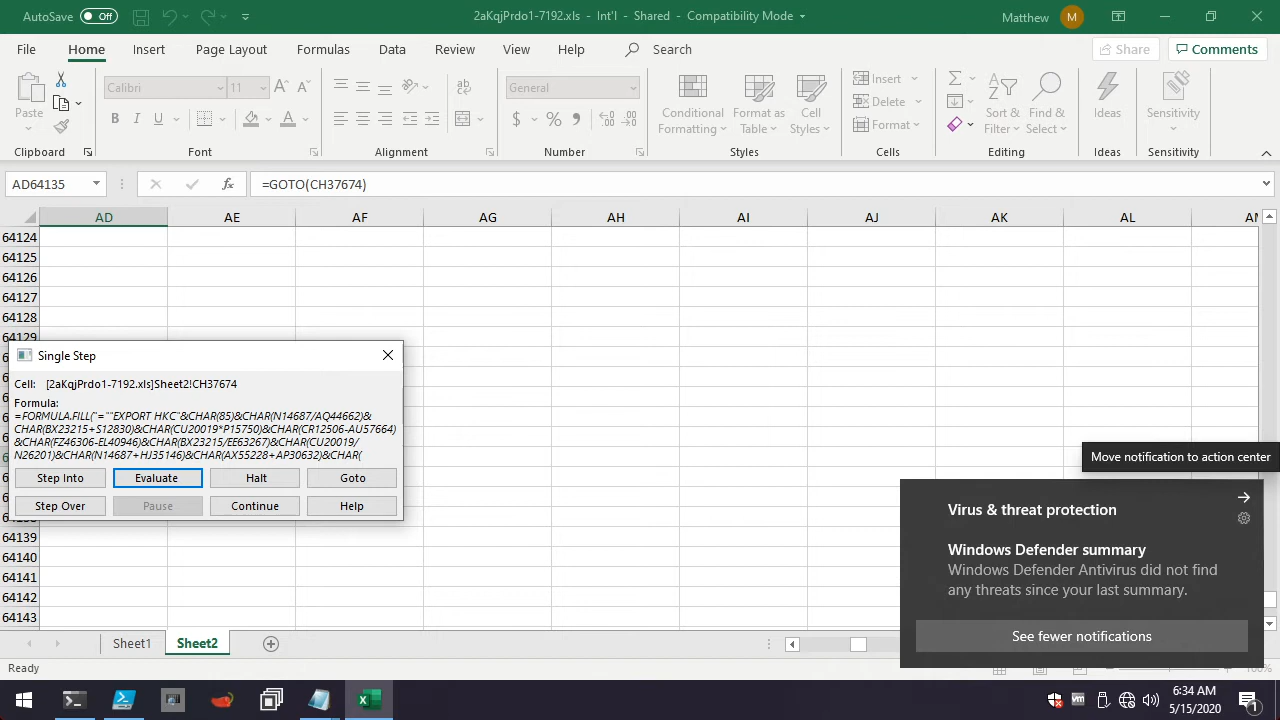 AutoSave Off 2aKqjPrdo1-7192.xls - Int'l - Shared - Compatibility Mode Matthew M
File Home Insert Page Layout Formulas Data Review View Help Search Share Comments
Paste Calibri 11 General Conditional Formatting Format as Table Cell Styles Insert Delete Format Sort & Filter Find & Select Ideas Sensitivity
B I U A $ % ,
Clipboard Font Alignment Number Styles Cells Editing Ideas Sensitivity
AD64135 fx =GOTO(CH37674)
AD AE AF AG AH AI AJ AK AL
64124
64125
64126
64127
64128
64129
Single Step
Cell: [2aKqjPrdo1-7192.xls]Sheet2!CH37674
Formula:
=FORMULA.FILL("=""EXPORT HKC"&CHAR(85)&CHAR(N14687/AQ44662)&
CHAR(BX23215+S12830)&CHAR(CU20019*P15750)&CHAR(CR12506-AU57664)
&CHAR(FZ46306-EL40946)&CHAR(BX23215/EE63267)&CHAR(CU20019/
N26201)&CHAR(N14687+HJ35146)&CHAR(AX55228+AP30632)&CHAR(
Step Into Evaluate Halt Goto
Step Over Pause Continue Help
64139
64140
64141
64142
64143
Move notification to action center
Virus & threat protection
Windows Defender summary
Windows Defender Antivirus did not find
any threats since your last summary.
See fewer notifications
Sheet1 Sheet2
Ready 100%
vm 6:34 AM
5/15/2020 1